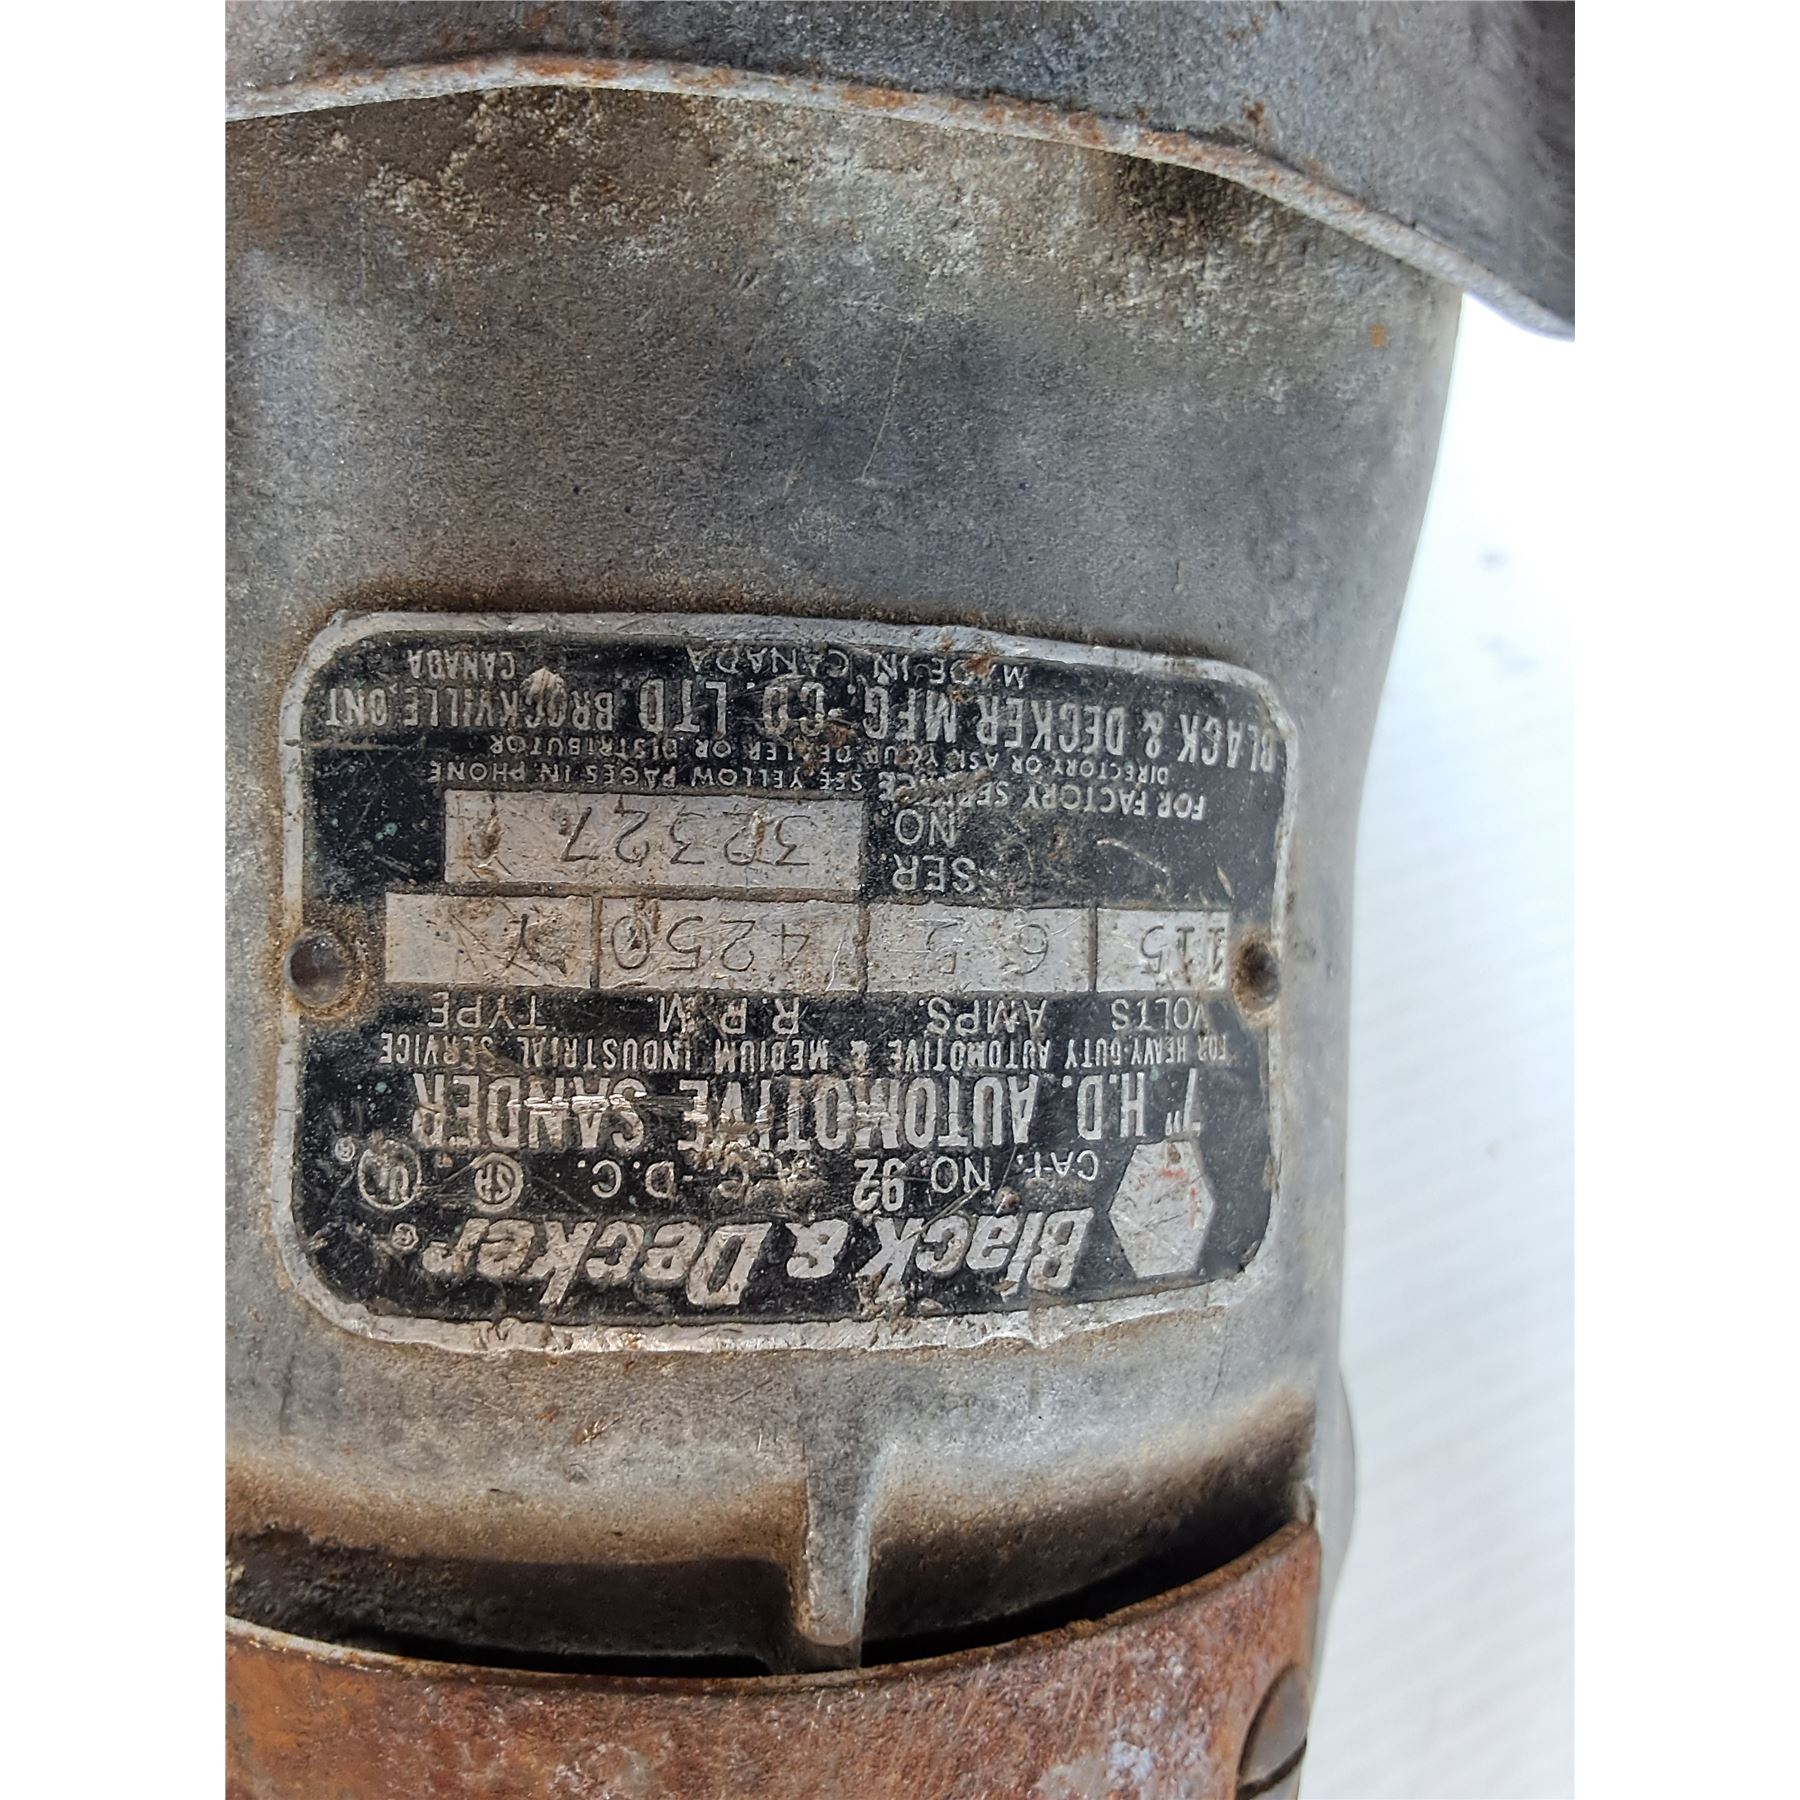 Black & Decker ®
CAT. NO. 92 A.C.-D.C. SA UL ®
7" H.D. AUTOMOTIVE SANDER
FOR HEAVY-DUTY AUTOMOTIVE & MEDIUM INDUSTRIAL SERVICE
VOLTS AMPS. R.P.M. TYPE
115 4250 Y
SER. NO. 32327
FOR FACTORY SERVICE SEE YELLOW PAGES IN PHONE
DIRECTORY OR ASK YOUR DEALER OR DISTRIBUTOR
BLACK & DECKER MFG. CO. LTD BROCKVILLE ONT
MADE IN CANADA CANADA